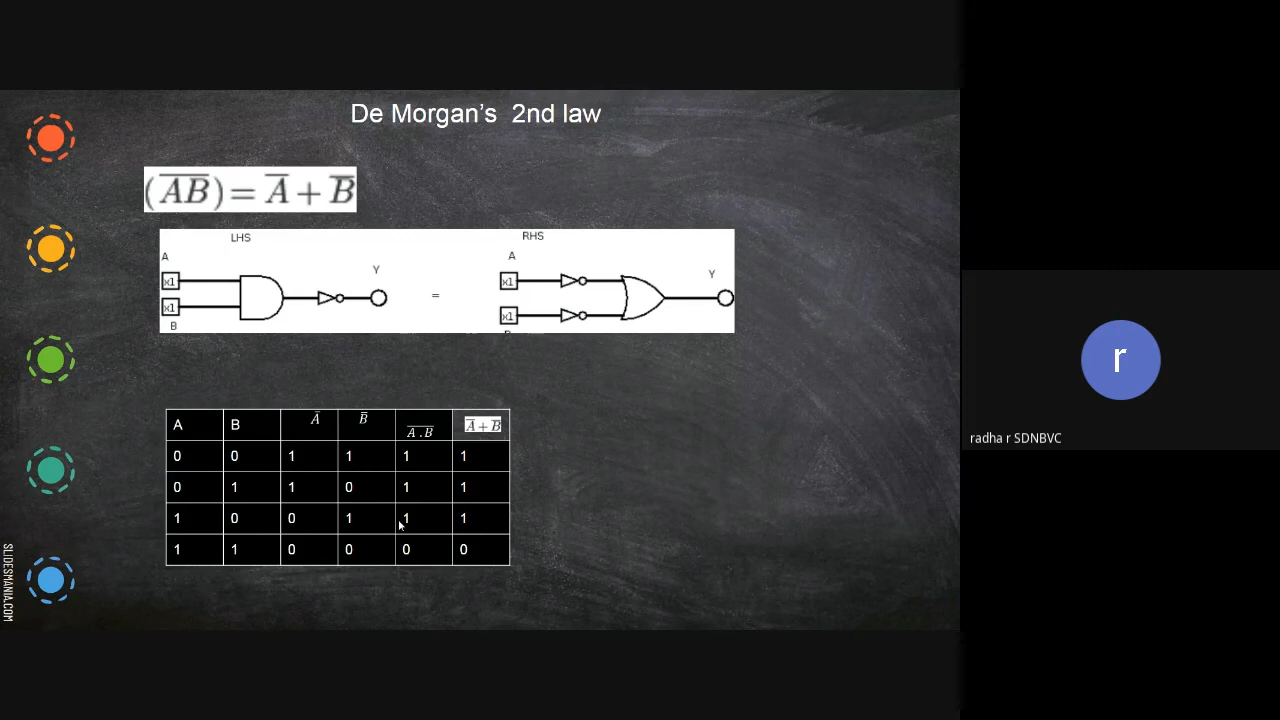 De Morgan's 2nd law
(A̅B̅) = A̅ + B̅
LHS
RHS
A
A
Y
Y
x1
x1
=
x1
x1
B
A B A̅ B̅ A̅ ̅.̅B̅ A̅ + B̅
0 0 1 1 1 1
0 1 1 0 1 1
1 0 0 1 1 1
1 1 0 0 0 0
r
radha r SDNBVC
SLIDESMANIA.COM